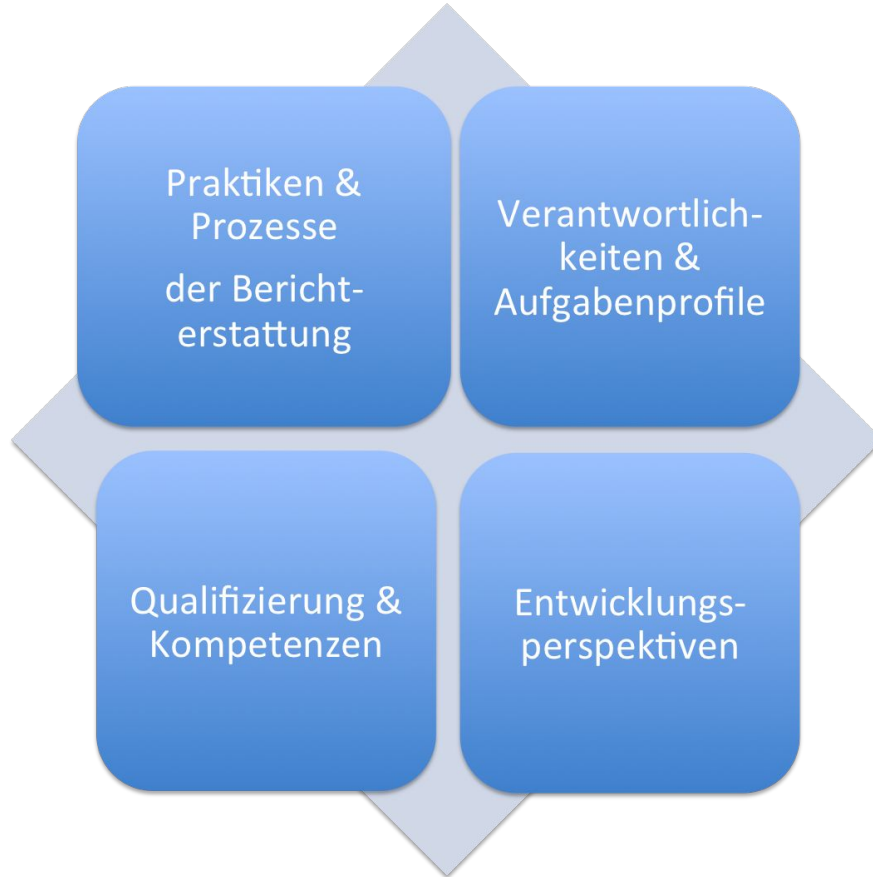 Praktiken &
Prozesse
der Bericht-
erstattung
Verantwortlich-
keiten &
Aufgabenprofile
Qualifizierung &
Kompetenzen
Entwicklungs-
perspektiven